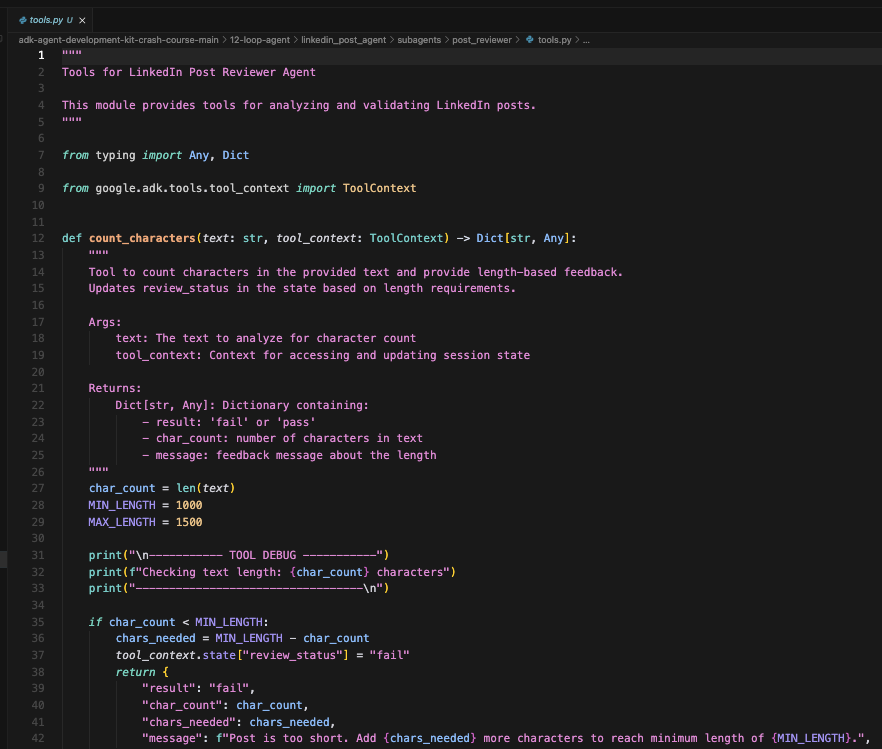 tools.py U ×
adk-agent-development-kit-crash-course-main > 12-loop-agent > linkedin_post_agent > subagents > post_reviewer > tools.py > ...
1 """
2 Tools for LinkedIn Post Reviewer Agent
3
4 This module provides tools for analyzing and validating LinkedIn posts.
5 """
6
7 from typing import Any, Dict
8
9 from google.adk.tools.tool_context import ToolContext
10
11
12 def count_characters(text: str, tool_context: ToolContext) -> Dict[str, Any]:
13     """
14     Tool to count characters in the provided text and provide length-based feedback.
15     Updates review_status in the state based on length requirements.
16
17     Args:
18         text: The text to analyze for character count
19         tool_context: Context for accessing and updating session state
20
21     Returns:
22         Dict[str, Any]: Dictionary containing:
23             - result: 'fail' or 'pass'
24             - char_count: number of characters in text
25             - message: feedback message about the length
26     """
27     char_count = len(text)
28     MIN_LENGTH = 1000
29     MAX_LENGTH = 1500
30
31     print("\n----------- TOOL DEBUG -----------")
32     print(f"Checking text length: {char_count} characters")
33     print("----------------------------------\n")
34
35     if char_count < MIN_LENGTH:
36         chars_needed = MIN_LENGTH - char_count
37         tool_context.state["review_status"] = "fail"
38         return {
39             "result": "fail",
40             "char_count": char_count,
41             "chars_needed": chars_needed,
42             "message": f"Post is too short. Add {chars_needed} more characters to reach minimum length of {MIN_LENGTH}.",